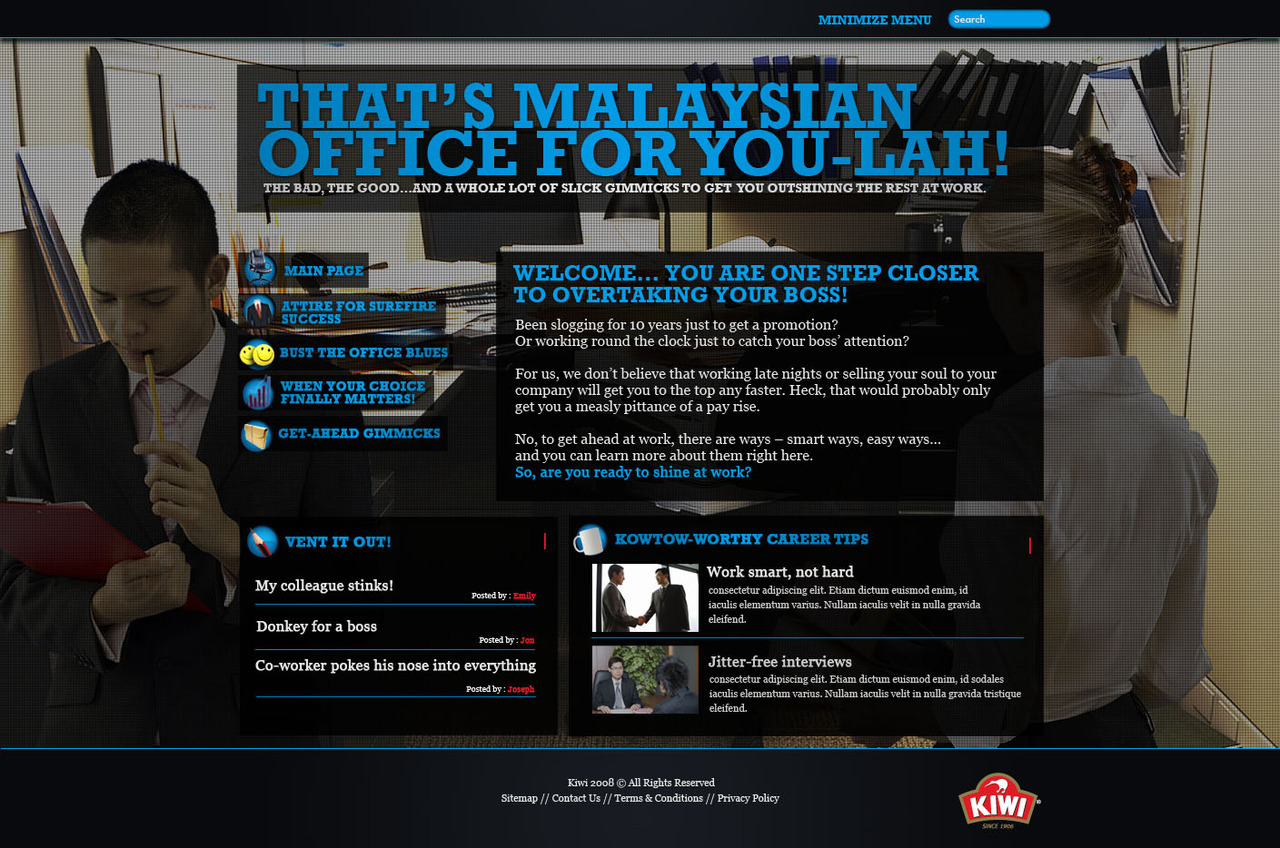 MINIMIZE MENU
Search
THAT'S MALAYSIAN
OFFICE FOR YOU-LAH!
THE BAD, THE GOOD...AND A WHOLE LOT OF SLICK GIMMICKS TO GET YOU OUTSHINING THE REST AT WORK.
MAIN PAGE
ATTIRE FOR SUREFIRE
SUCCESS
BUST THE OFFICE BLUES
WHEN YOUR CHOICE
FINALLY MATTERS!
GET-AHEAD GIMMICKS
WELCOME... YOU ARE ONE STEP CLOSER
TO OVERTAKING YOUR BOSS!
Been slogging for 10 years just to get a promotion?
Or working round the clock just to catch your boss' attention?
For us, we don't believe that working late nights or selling your soul to your
company will get you to the top any faster. Heck, that would probably only
get you a measly pittance of a pay rise.
No, to get ahead at work, there are ways – smart ways, easy ways...
and you can learn more about them right here.
So, are you ready to shine at work?
VENT IT OUT!
My colleague stinks!
Posted by : Emily
Donkey for a boss
Posted by : Jon
Co-worker pokes his nose into everything
Posted by : Joseph
KOWTOW-WORTHY CAREER TIPS
Work smart, not hard
consectetur adipiscing elit. Etiam dictum euismod enim, id
iaculis elementum varius. Nullam iaculis velit in nulla gravida
eleifend.
Jitter-free interviews
consectetur adipiscing elit. Etiam dictum euismod enim, id sodales
iaculis elementum varius. Nullam iaculis velit in nulla gravida tristique
eleifend.
Kiwi 2008 © All Rights Reserved
Sitemap // Contact Us // Terms & Conditions // Privacy Policy
KIWI
®
SINCE 1906